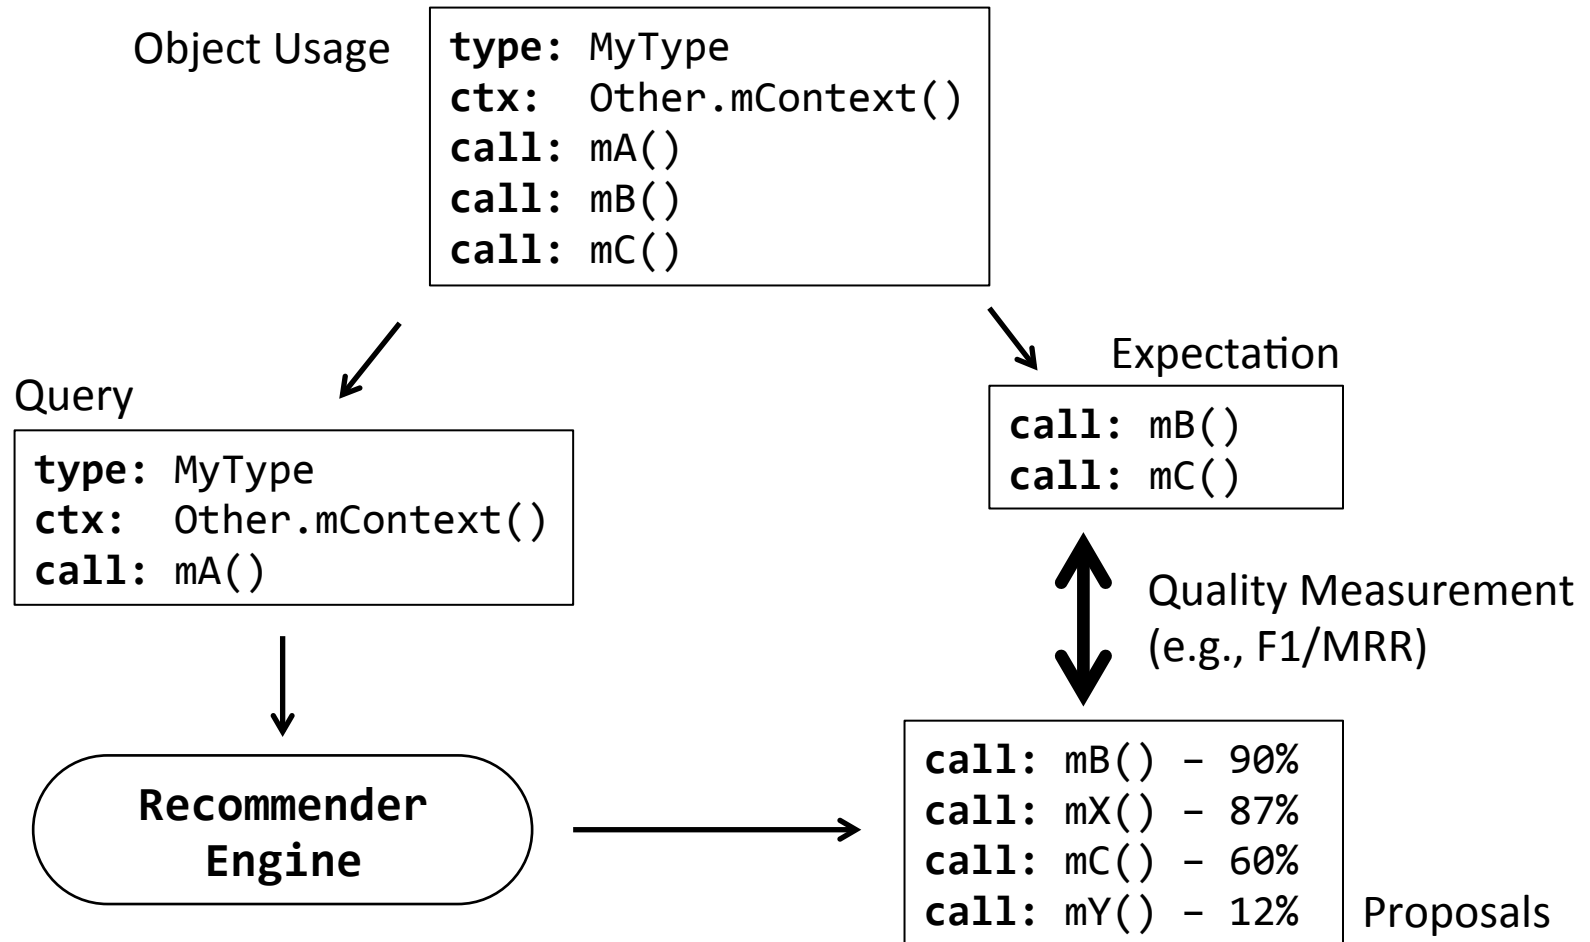 Object Usage
type: MyType
ctx: Other.mContext()
call: mA()
call: mB()
call: mC()
Query
type: MyType
ctx: Other.mContext()
call: mA()
Expectation
call: mB()
call: mC()
Quality Measurement
(e.g., F1/MRR)
Recommender
Engine
call: mB() – 90%
call: mX() – 87%
call: mC() – 60%
call: mY() – 12%
Proposals